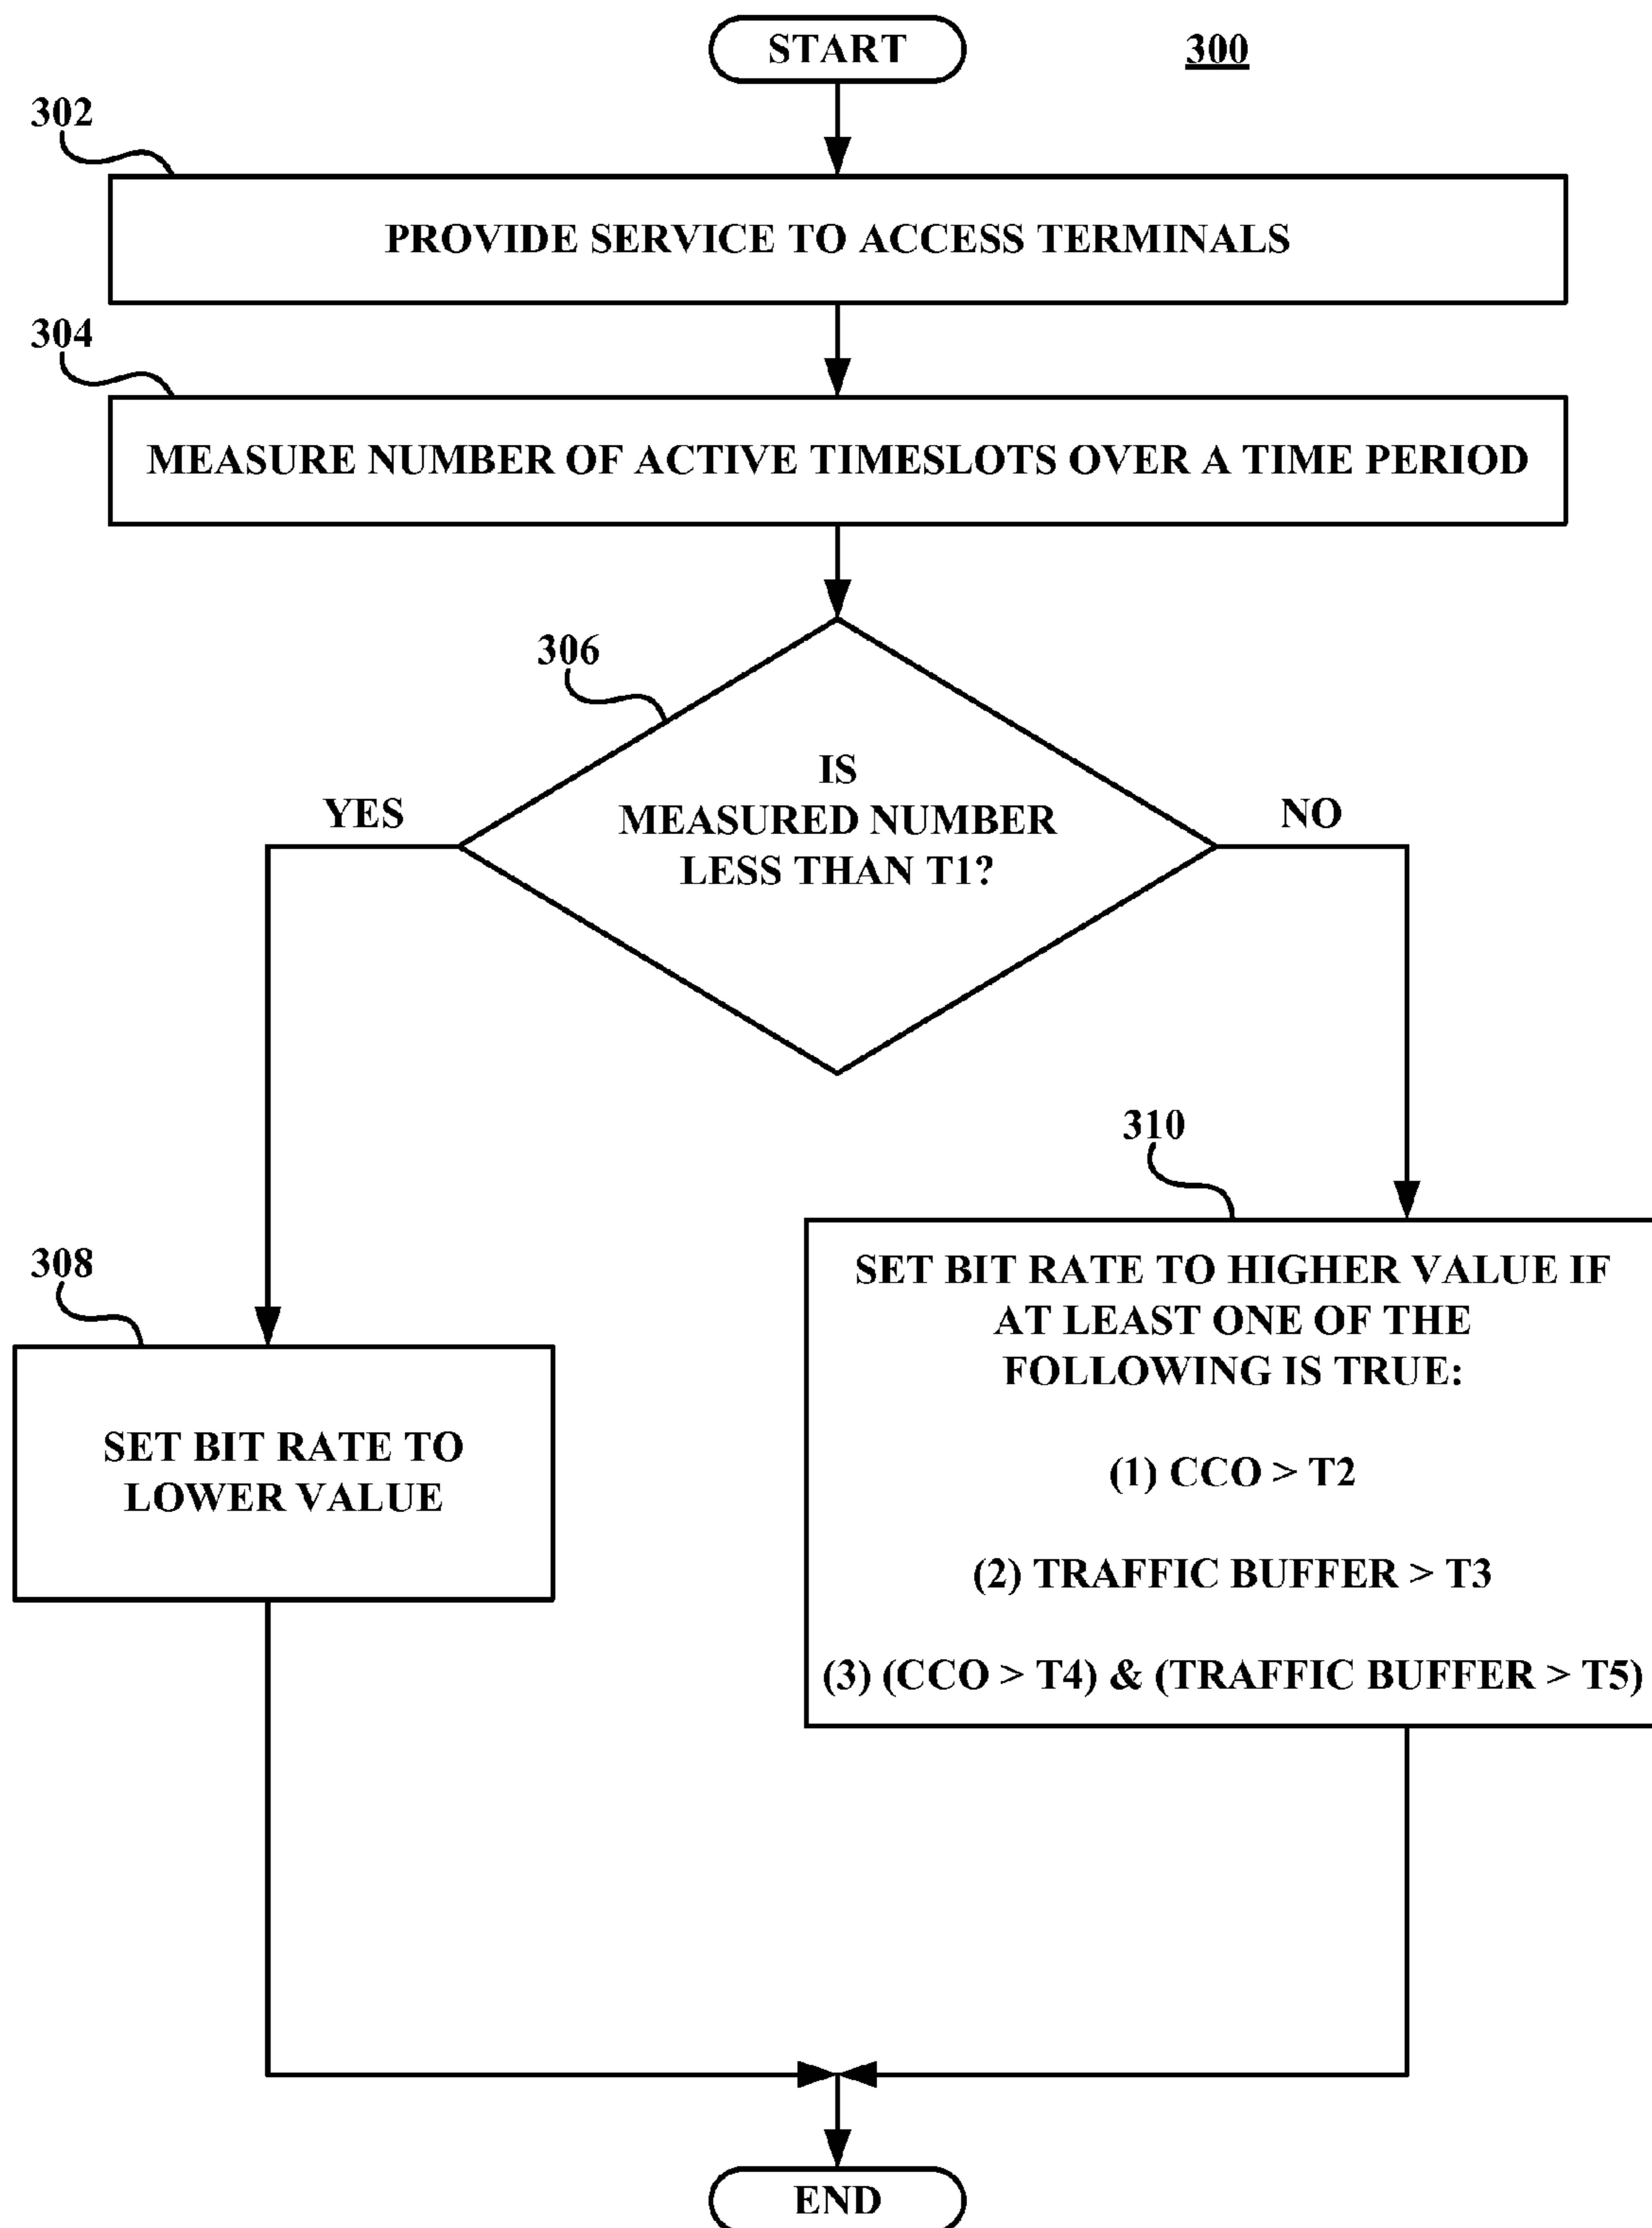 START
300
302
PROVIDE SERVICE TO ACCESS TERMINALS
304
MEASURE NUMBER OF ACTIVE TIMESLOTS OVER A TIME PERIOD
306
IS
MEASURED NUMBER
LESS THAN T1?
YES
NO
310
SET BIT RATE TO HIGHER VALUE IF
AT LEAST ONE OF THE
FOLLOWING IS TRUE:
(1) CCO > T2
(2) TRAFFIC BUFFER > T3
(3) (CCO > T4) & (TRAFFIC BUFFER > T5)
308
SET BIT RATE TO
LOWER VALUE
END